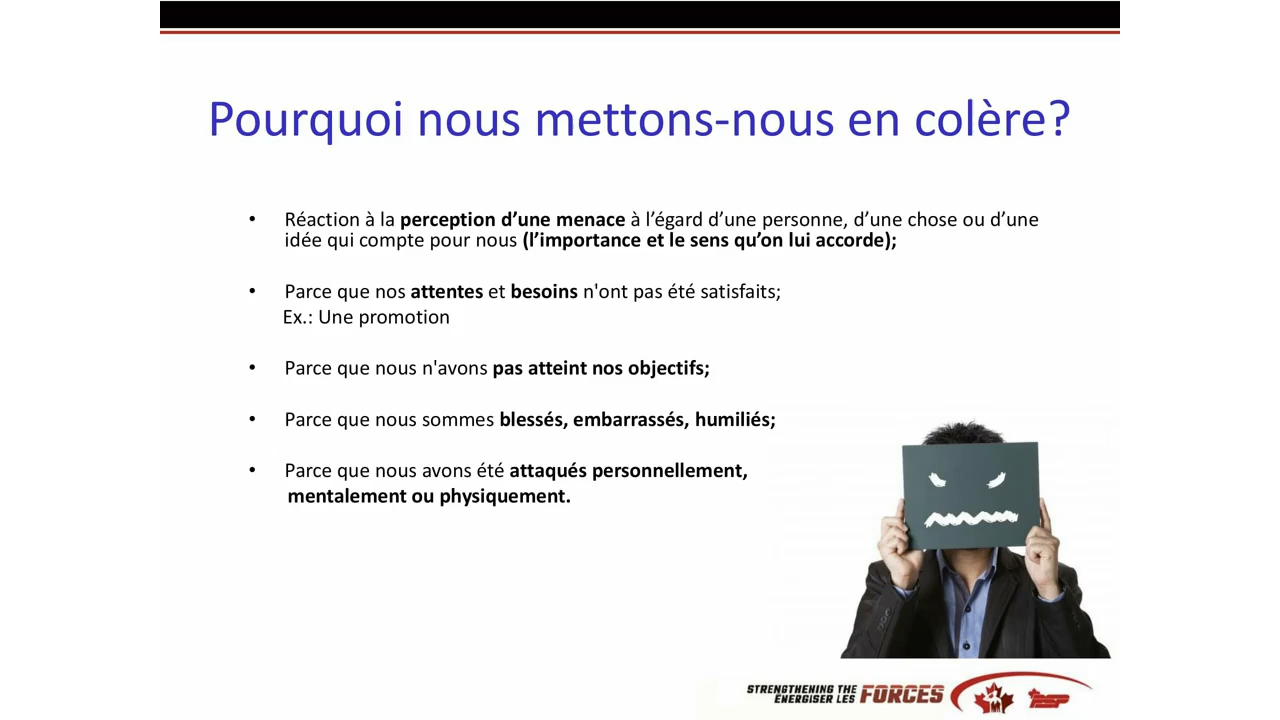 Pourquoi nous mettons-nous en colère?
• Réaction à la perception d’une menace à l’égard d’une personne, d’une chose ou d’une
idée qui compte pour nous (l’importance et le sens qu’on lui accorde);
• Parce que nos attentes et besoins n'ont pas été satisfaits;
Ex.: Une promotion
• Parce que nous n'avons pas atteint nos objectifs;
• Parce que nous sommes blessés, embarrassés, humiliés;
• Parce que nous avons été attaqués personnellement,
mentalement ou physiquement.
STRENGTHENING THE
ENERGISER LES FORCES